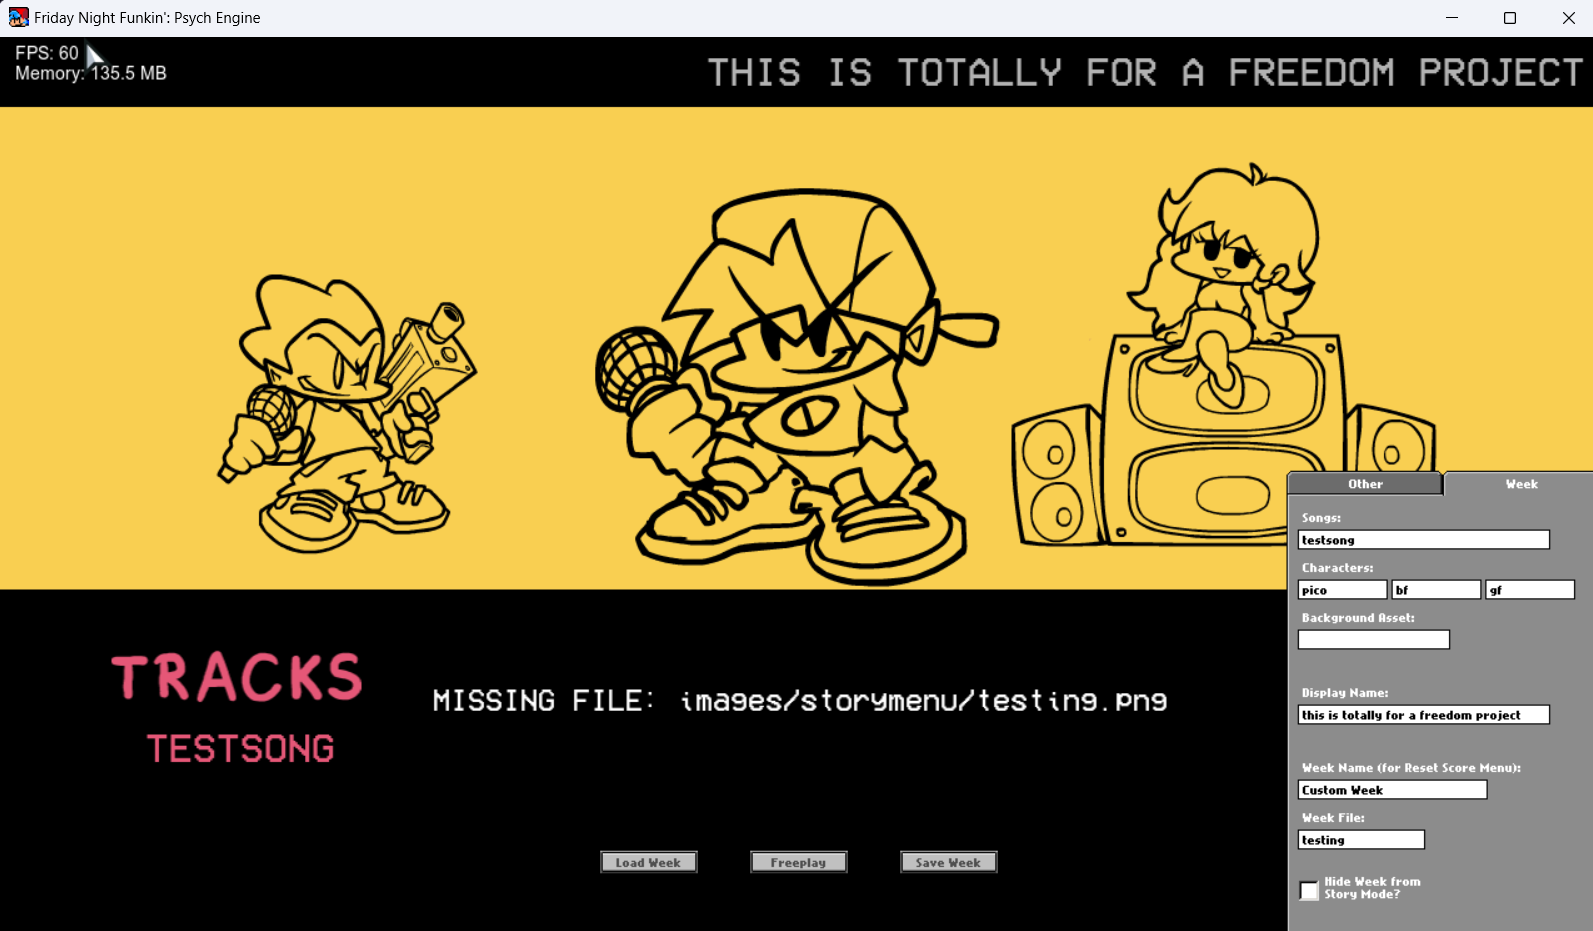 Friday Night Funkin': Psych Engine
FPS: 60
Memory: 135.5 MB
THIS IS TOTALLY FOR A FREEDOM PROJECT
Other
Week
Songs:
testsong
Characters:
pico
bf
gf
Background Asset:
Display Name:
this is totally for a freedom project
Week Name (for Reset Score Menu):
Custom Week
Week File:
testing
Hide Week from
Story Mode?
TRACKS
TESTSONG
MISSING FILE: images/storymenu/testing.png
Load Week
Freeplay
Save Week